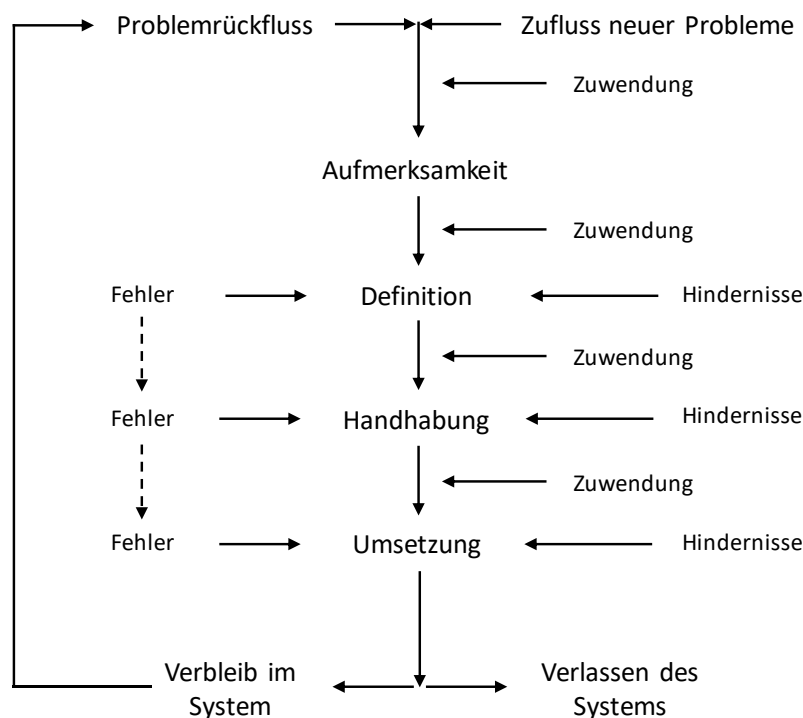 Problemrückfluss
Zufluss neuer Probleme
Zuwendung
Aufmerksamkeit
Zuwendung
Fehler
Definition
Hindernisse
Zuwendung
Fehler
Handhabung
Hindernisse
Zuwendung
Fehler
Umsetzung
Hindernisse
Verbleib im
System
Verlassen des
Systems